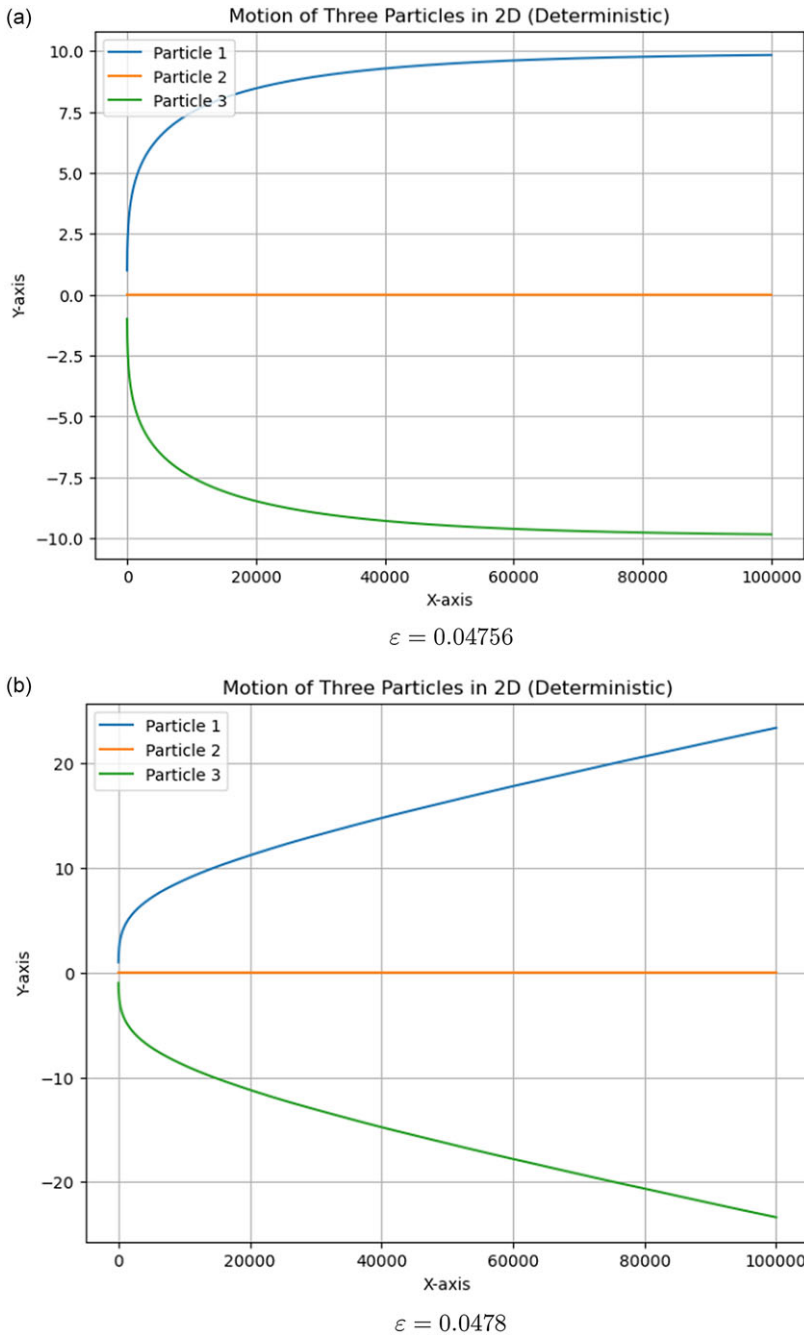 (a)
Motion of Three Particles in 2D (Deterministic)
Particle 1
Particle 2
Particle 3
10.0
7.5
5.0
2.5
0.0
−2.5
−5.0
−7.5
−10.0
Y-axis
0 20000 40000 60000 80000 100000
X-axis
ε = 0.04756
(b)
Motion of Three Particles in 2D (Deterministic)
Particle 1
Particle 2
Particle 3
20
10
0
−10
−20
Y-axis
0 20000 40000 60000 80000 100000
X-axis
ε = 0.0478